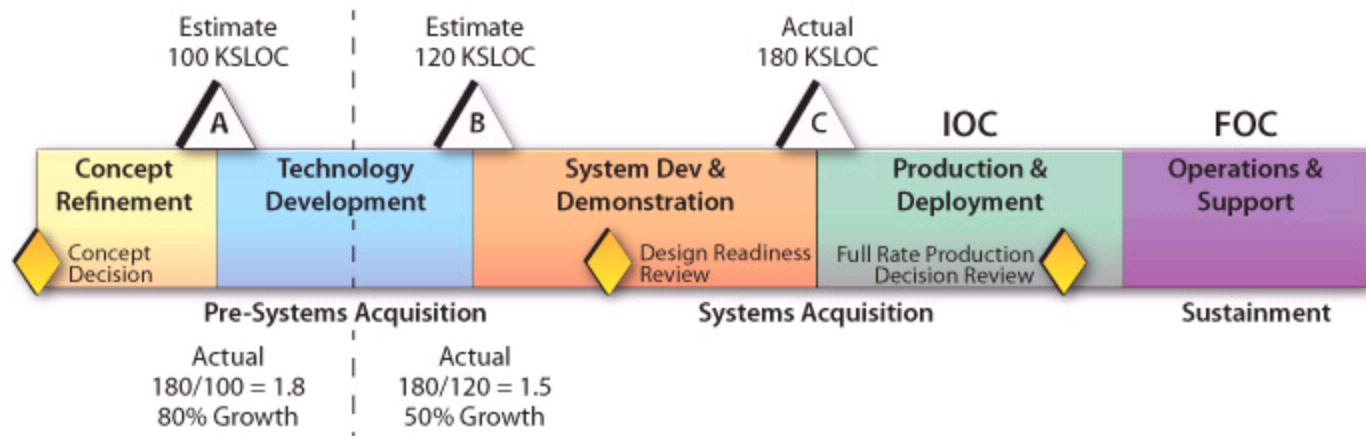 Estimate
100 KSLOC
Estimate
120 KSLOC
Actual
180 KSLOC
A
B
C
IOC
FOC
Concept
Refinement
Technology
Development
System Dev &
Demonstration
Production &
Deployment
Operations &
Support
Concept
Decision
Design Readiness
Review
Full Rate Production
Decision Review
Pre-Systems Acquisition
Systems Acquisition
Sustainment
Actual
180/100 = 1.8
80% Growth
Actual
180/120 = 1.5
50% Growth